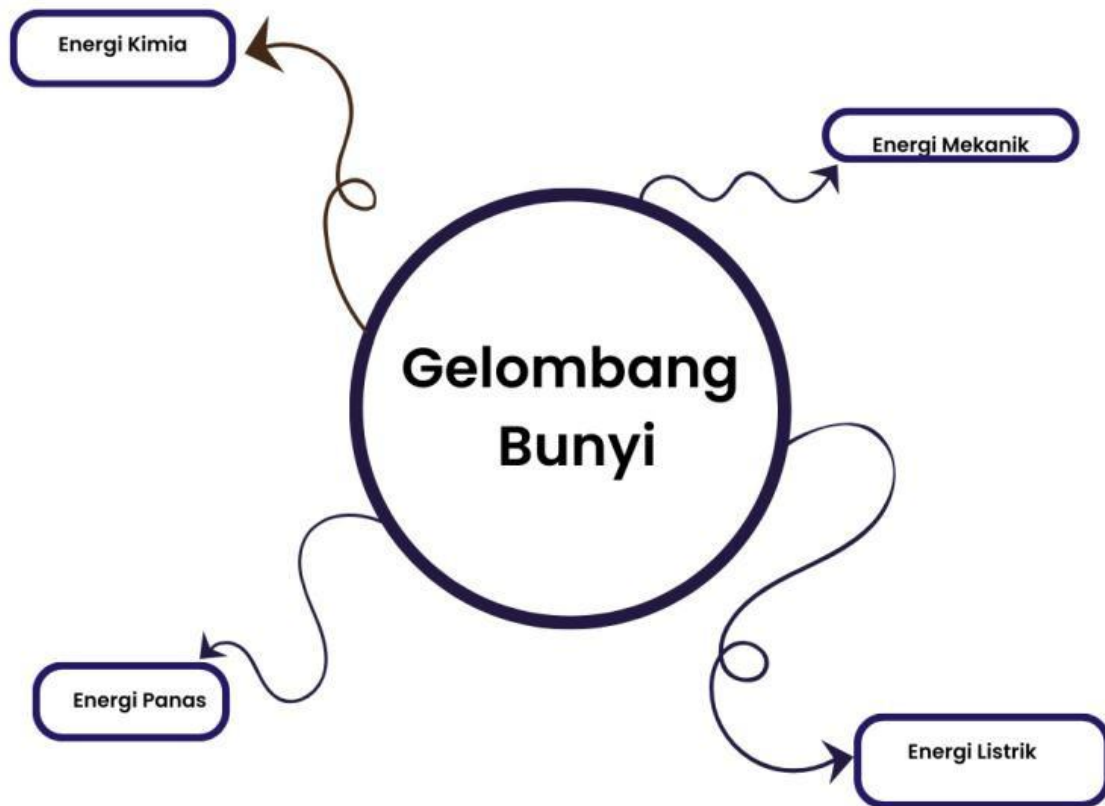 Energi Kimia
Energi Mekanik
Gelombang
Bunyi
Energi Panas
Energi Listrik